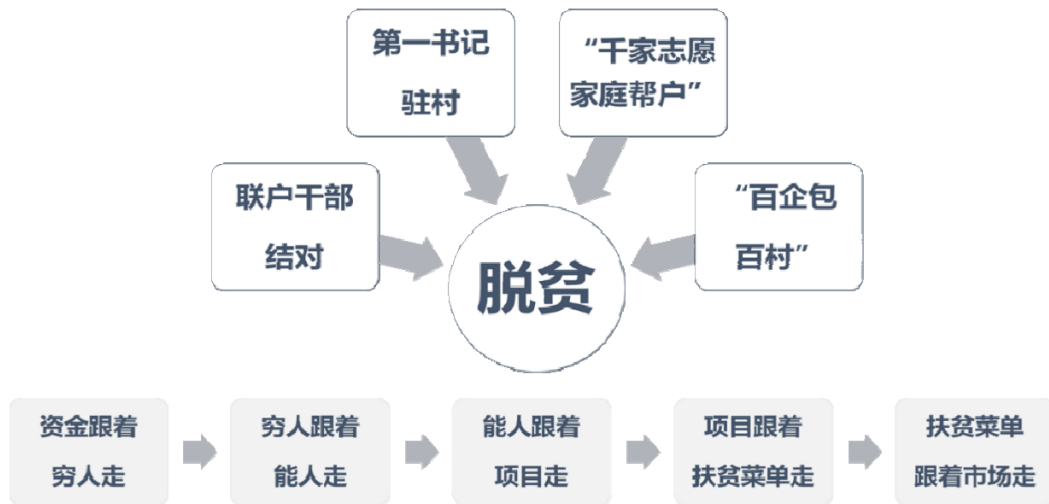 第一书记
驻村
“千家志愿
家庭帮户”
联户干部
结对
“百企包
百村”
脱贫
资金跟着
穷人走
穷人跟着
能人走
能人跟着
项目走
项目跟着
扶贫菜单走
扶贫菜单
跟着市场走